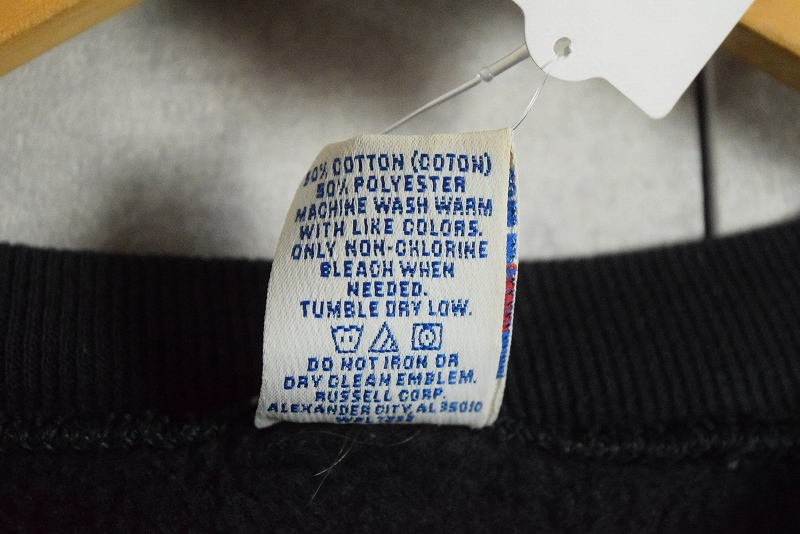 50% COTTON (COTON)
50% POLYESTER
MACHINE WASH WARM
WITH LIKE COLORS.
ONLY NON-CHLORINE
BLEACH WHEN
NEEDED.
TUMBLE DRY LOW.
DO NOT IRON OR
DRY CLEAN EMBLEM.
RUSSELL CORP.
ALEXANDER CITY, AL 35010